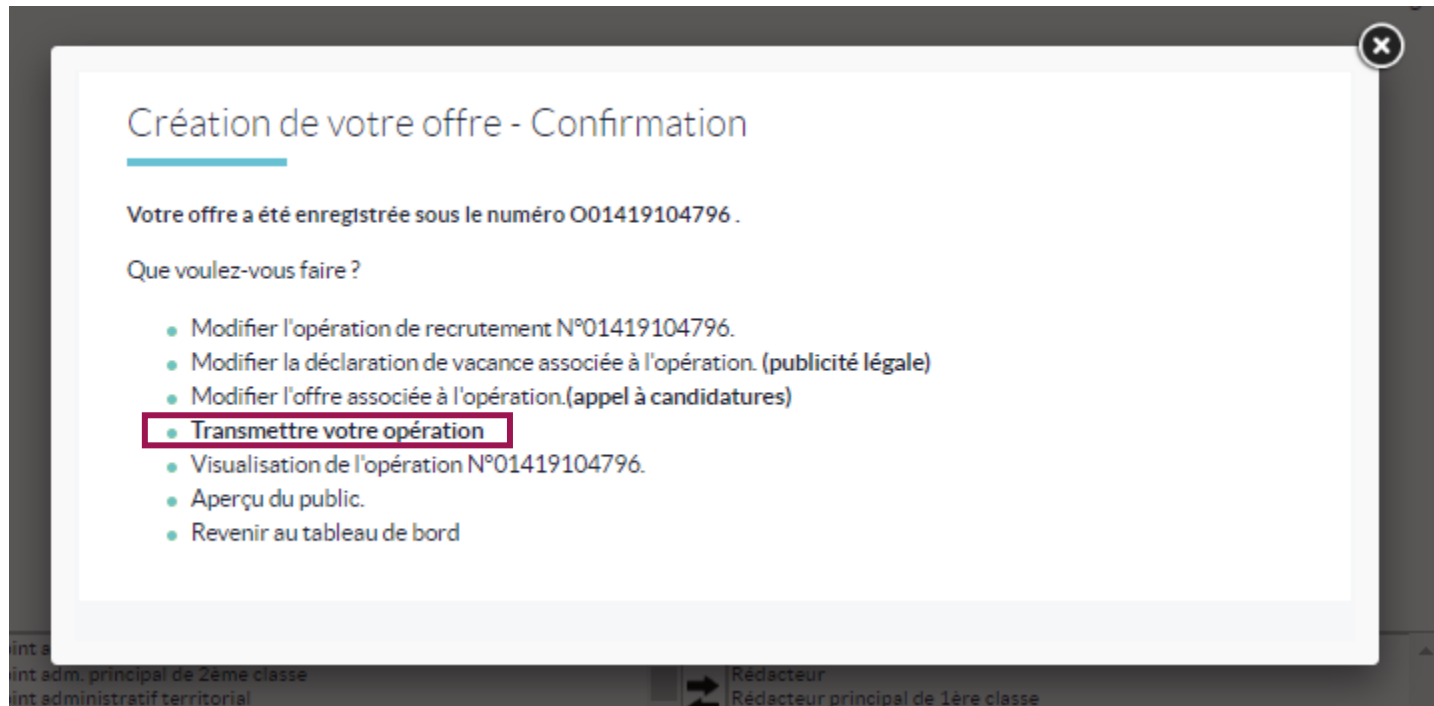 Création de votre offre - Confirmation
Votre offre a été enregistrée sous le numéro O01419104796 .
Que voulez-vous faire ?
Modifier l'opération de recrutement N°01419104796.
Modifier la déclaration de vacance associée à l'opération. (publicité légale)
Modifier l'offre associée à l'opération.(appel à candidatures)
Transmettre votre opération
Visualisation de l'opération N°01419104796.
Aperçu du public.
Revenir au tableau de bord
int a
int adm. principal de 2ème classe
Rédacteur
int administratif territorial
Rédacteur principal de 1ère classe